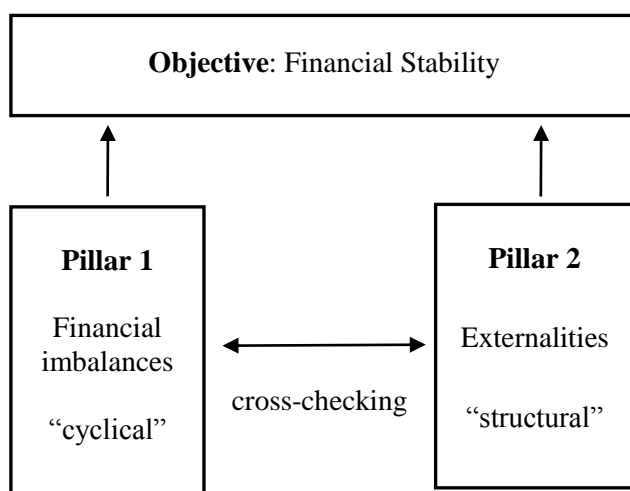 Objective: Financial Stability
Pillar 1
Financial
imbalances
“cyclical”
cross-checking
Pillar 2
Externalities
“structural”